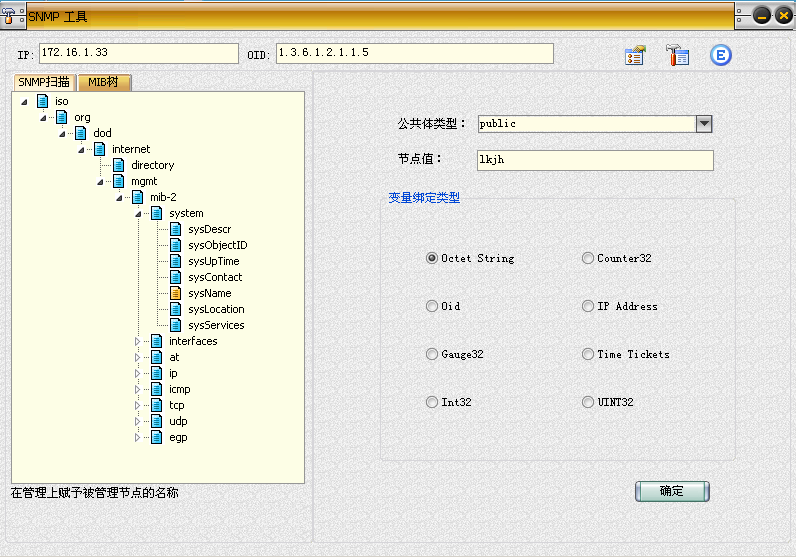 SNMP 工具
IP: 172.16.1.33 OID: 1.3.6.1.2.1.1.5
E
SNMP扫描 MIB树
iso
org
dod
internet
directory
mgmt
mib-2
system
sysDescr
sysObjectID
sysUpTime
sysContact
sysName
sysLocation
sysServices
interfaces
at
ip
icmp
tcp
udp
egp
在管理上赋予被管理节点的名称
公共体类型： public
节点值： lkjh
变量绑定类型
Octet String Counter32
Oid IP Address
Gauge32 Time Tickets
Int32 UINT32
确定